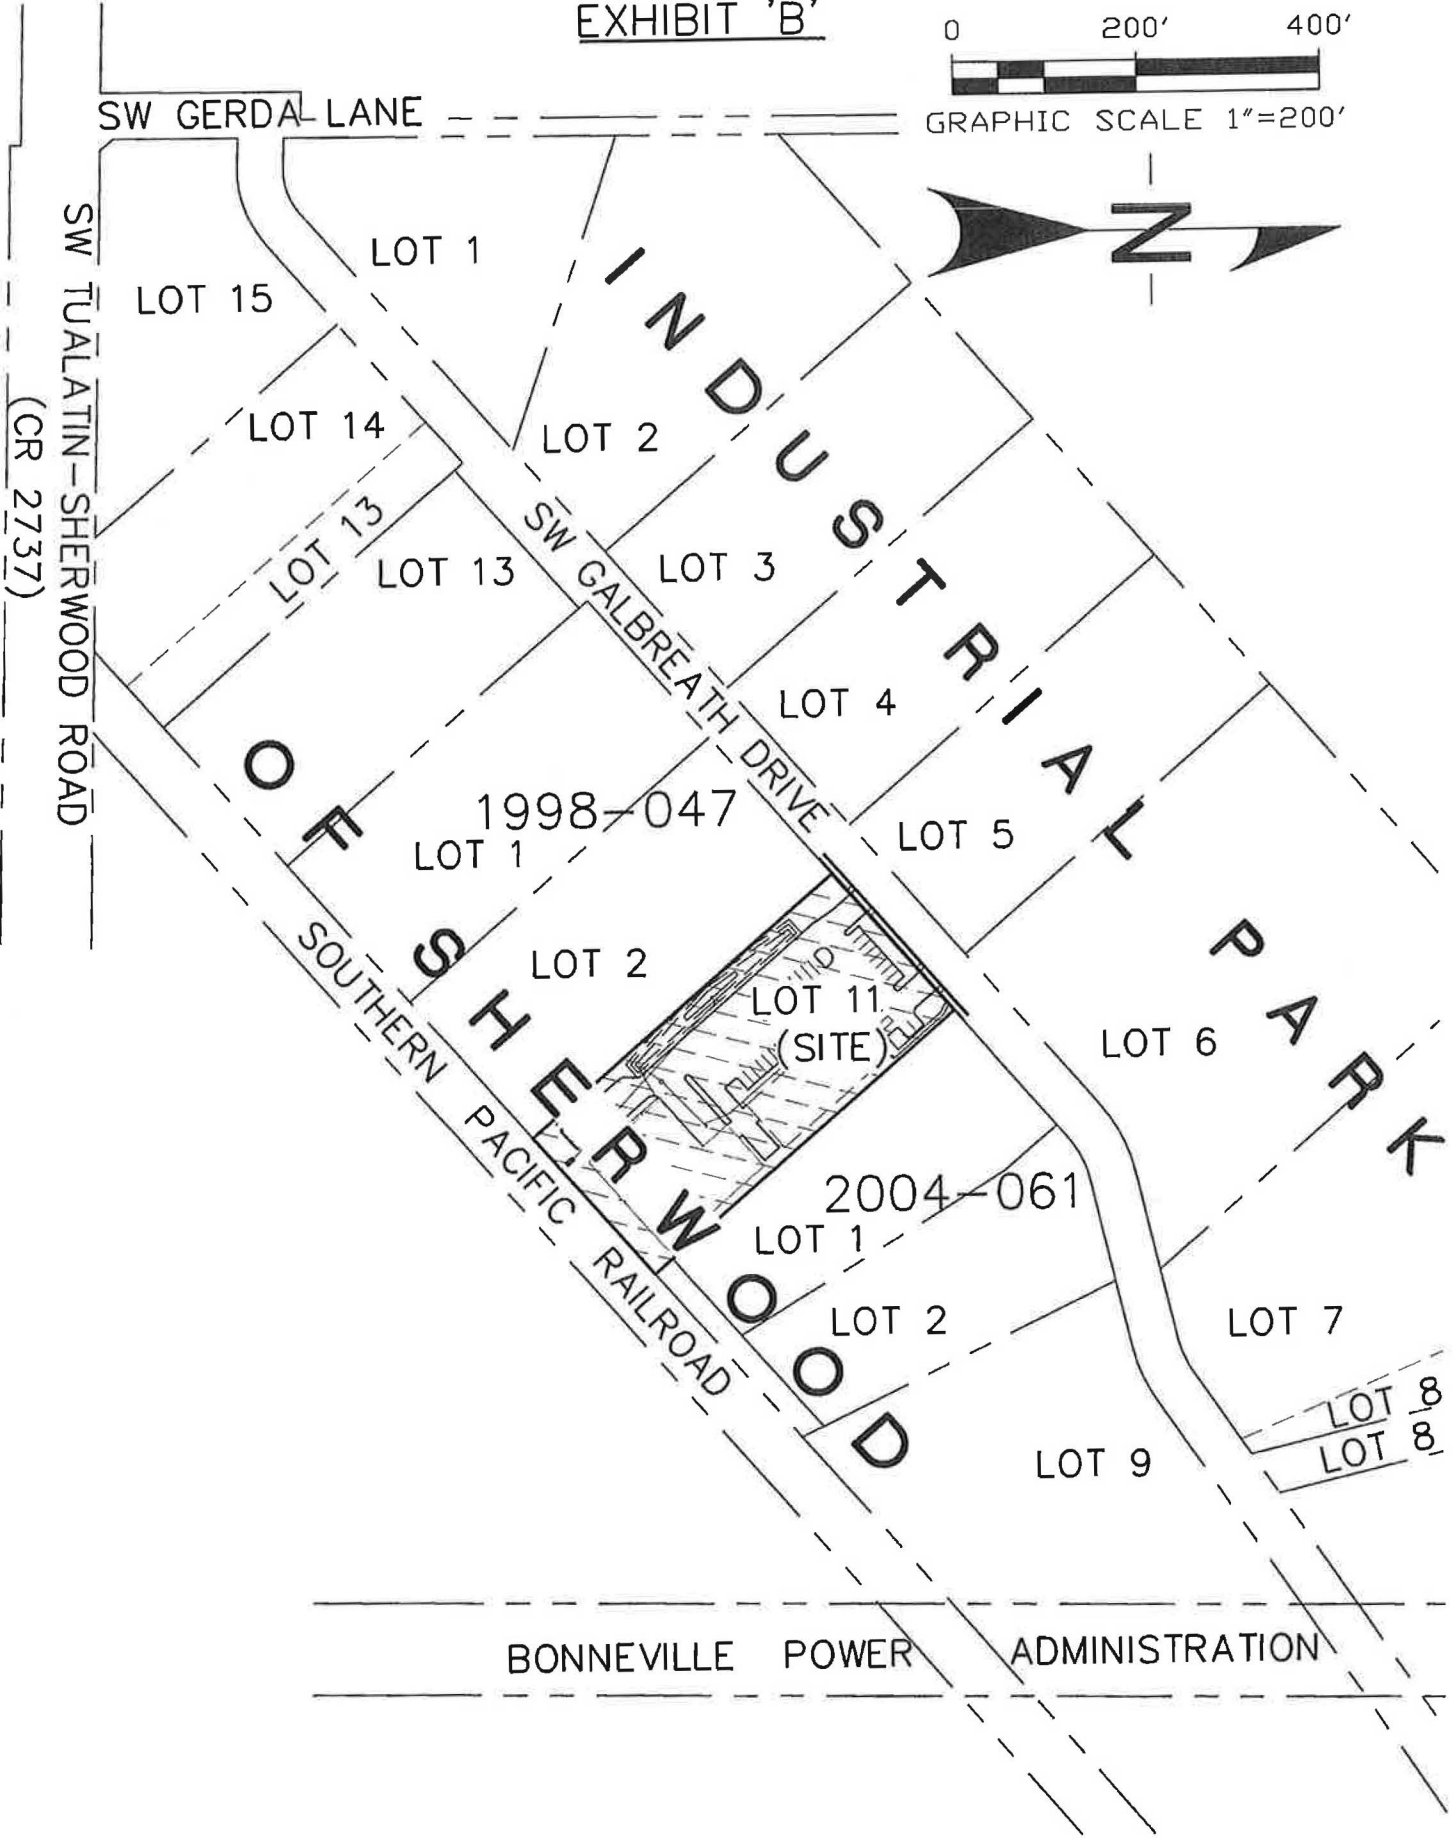 EXHIBIT 'B'
0 200' 400'
GRAPHIC SCALE 1"=200'
N
SW GERDA LANE
SW TUALATIN-SHERWOOD ROAD
(CR 2737)
LOT 1
LOT 15
LOT 14
LOT 2
LOT 13
LOT 13
LOT 3
SW GALBREATH DRIVE
LOT 4
LOT 5
1998-047
LOT 1
LOT 2
LOT 11
(SITE)
LOT 6
2004-061
LOT 1
LOT 2
LOT 7
LOT 8
LOT 8
LOT 9
INDUSTRIAL PARK
OF SHERWOOD
SOUTHERN PACIFIC RAILROAD
BONNEVILLE POWER ADMINISTRATION